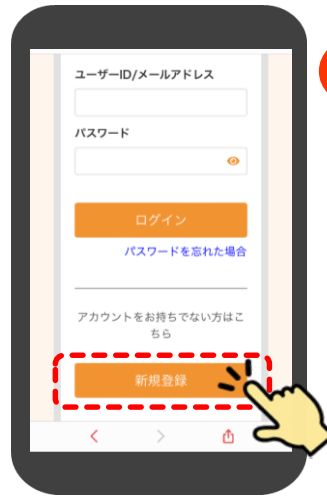 ユーザーID/メールアドレス
パスワード
ログイン
パスワードを忘れた場合
アカウントをお持ちでない方はこ
ちら
新規登録